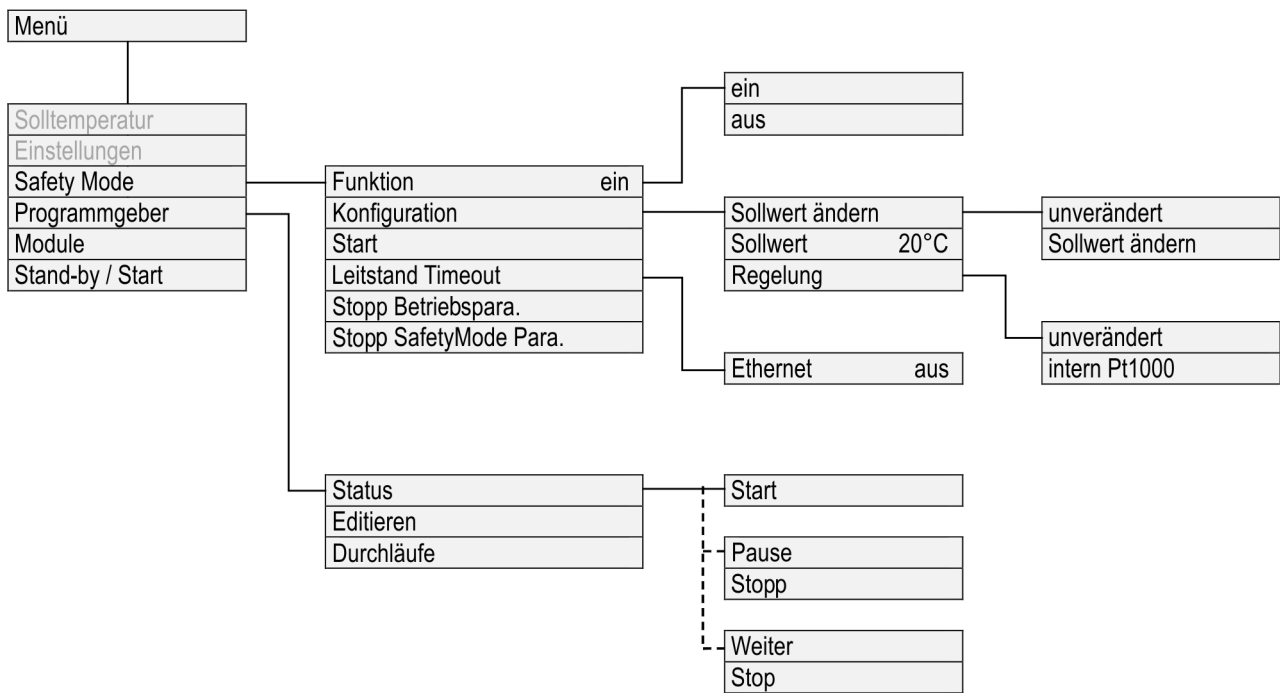 Menü
Solltemperatur
Einstellungen
Safety Mode
Programmgeber
Module
Stand-by / Start
Funktion ein
Konfiguration
Start
Leitstand Timeout
Stopp Betriebspara.
Stopp SafetyMode Para.
ein
aus
Sollwert ändern
Sollwert 20°C
Regelung
unverändert
Sollwert ändern
unverändert
intern Pt1000
Ethernet aus
Status
Editieren
Durchläufe
Start
Pause
Stopp
Weiter
Stop